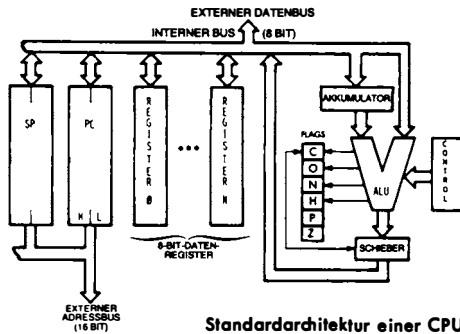 EXTERNER DATENBUS
INTERNER BUS (8 BIT)
AKKUMULATOR
SP
PC
REGISTER 0
...
REGISTER N
FLAGS
C
O
N
H
P
Z
ALU
CONTROL
H L
SCHIEBER
8-BIT-DATEN-
REGISTER
EXTERNER
ADRESSBUS
(16 BIT)
Standardarchitektur einer CPU